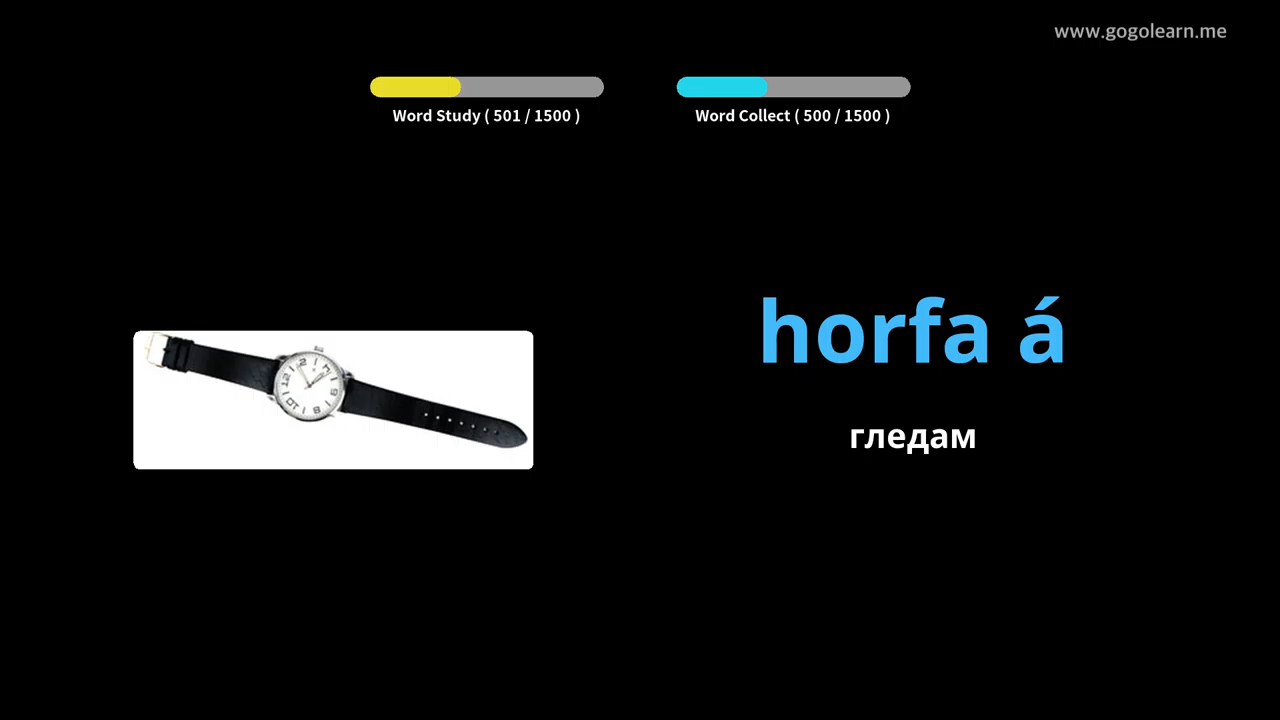 www.gogolearn.me
Word Study ( 501 / 1500 )
Word Collect ( 500 / 1500 )
horfa á
гледам